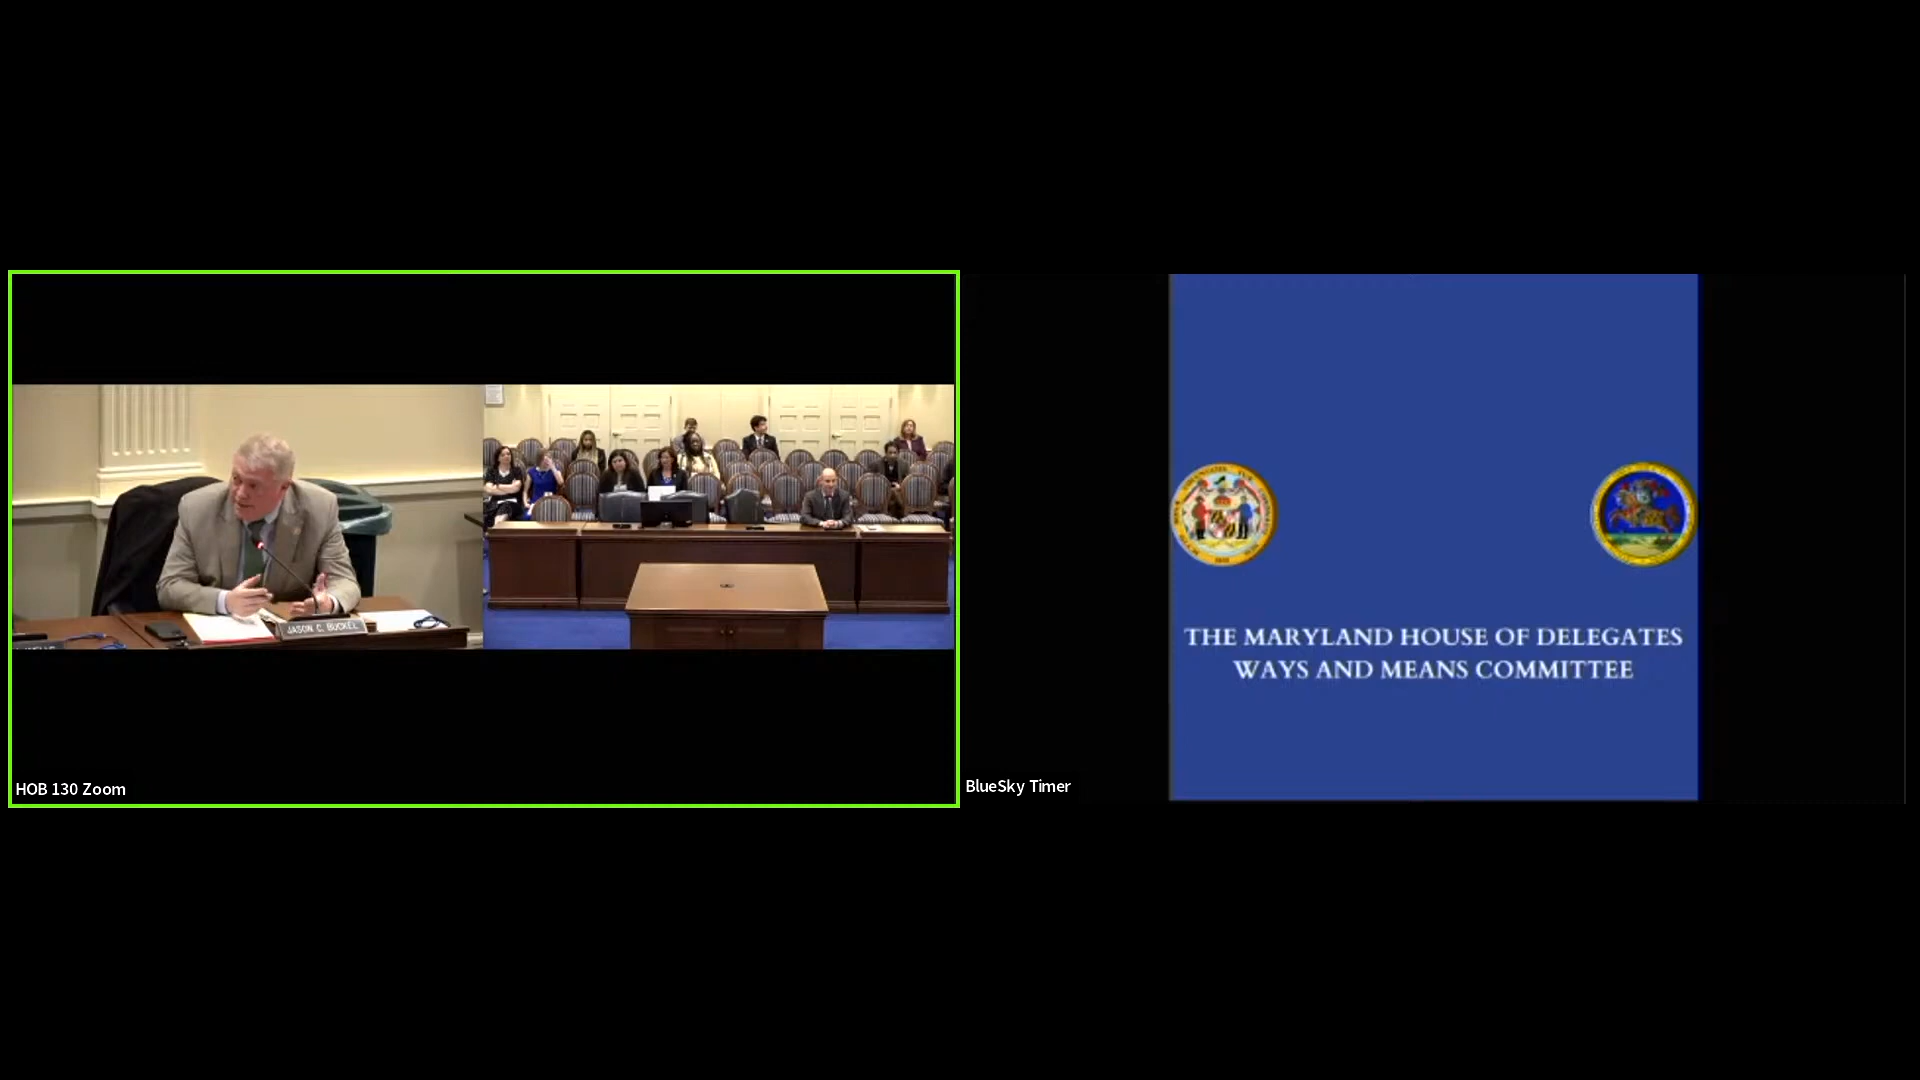 JASON C. BUCKEL
HOB 130 Zoom
THE MARYLAND HOUSE OF DELEGATES
WAYS AND MEANS COMMITTEE
BlueSky Timer